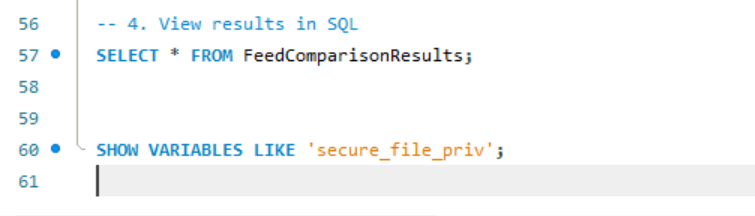 56 -- 4. View results in SQL
57 SELECT * FROM FeedComparisonResults;
58
59
60 SHOW VARIABLES LIKE 'secure_file_priv';
61